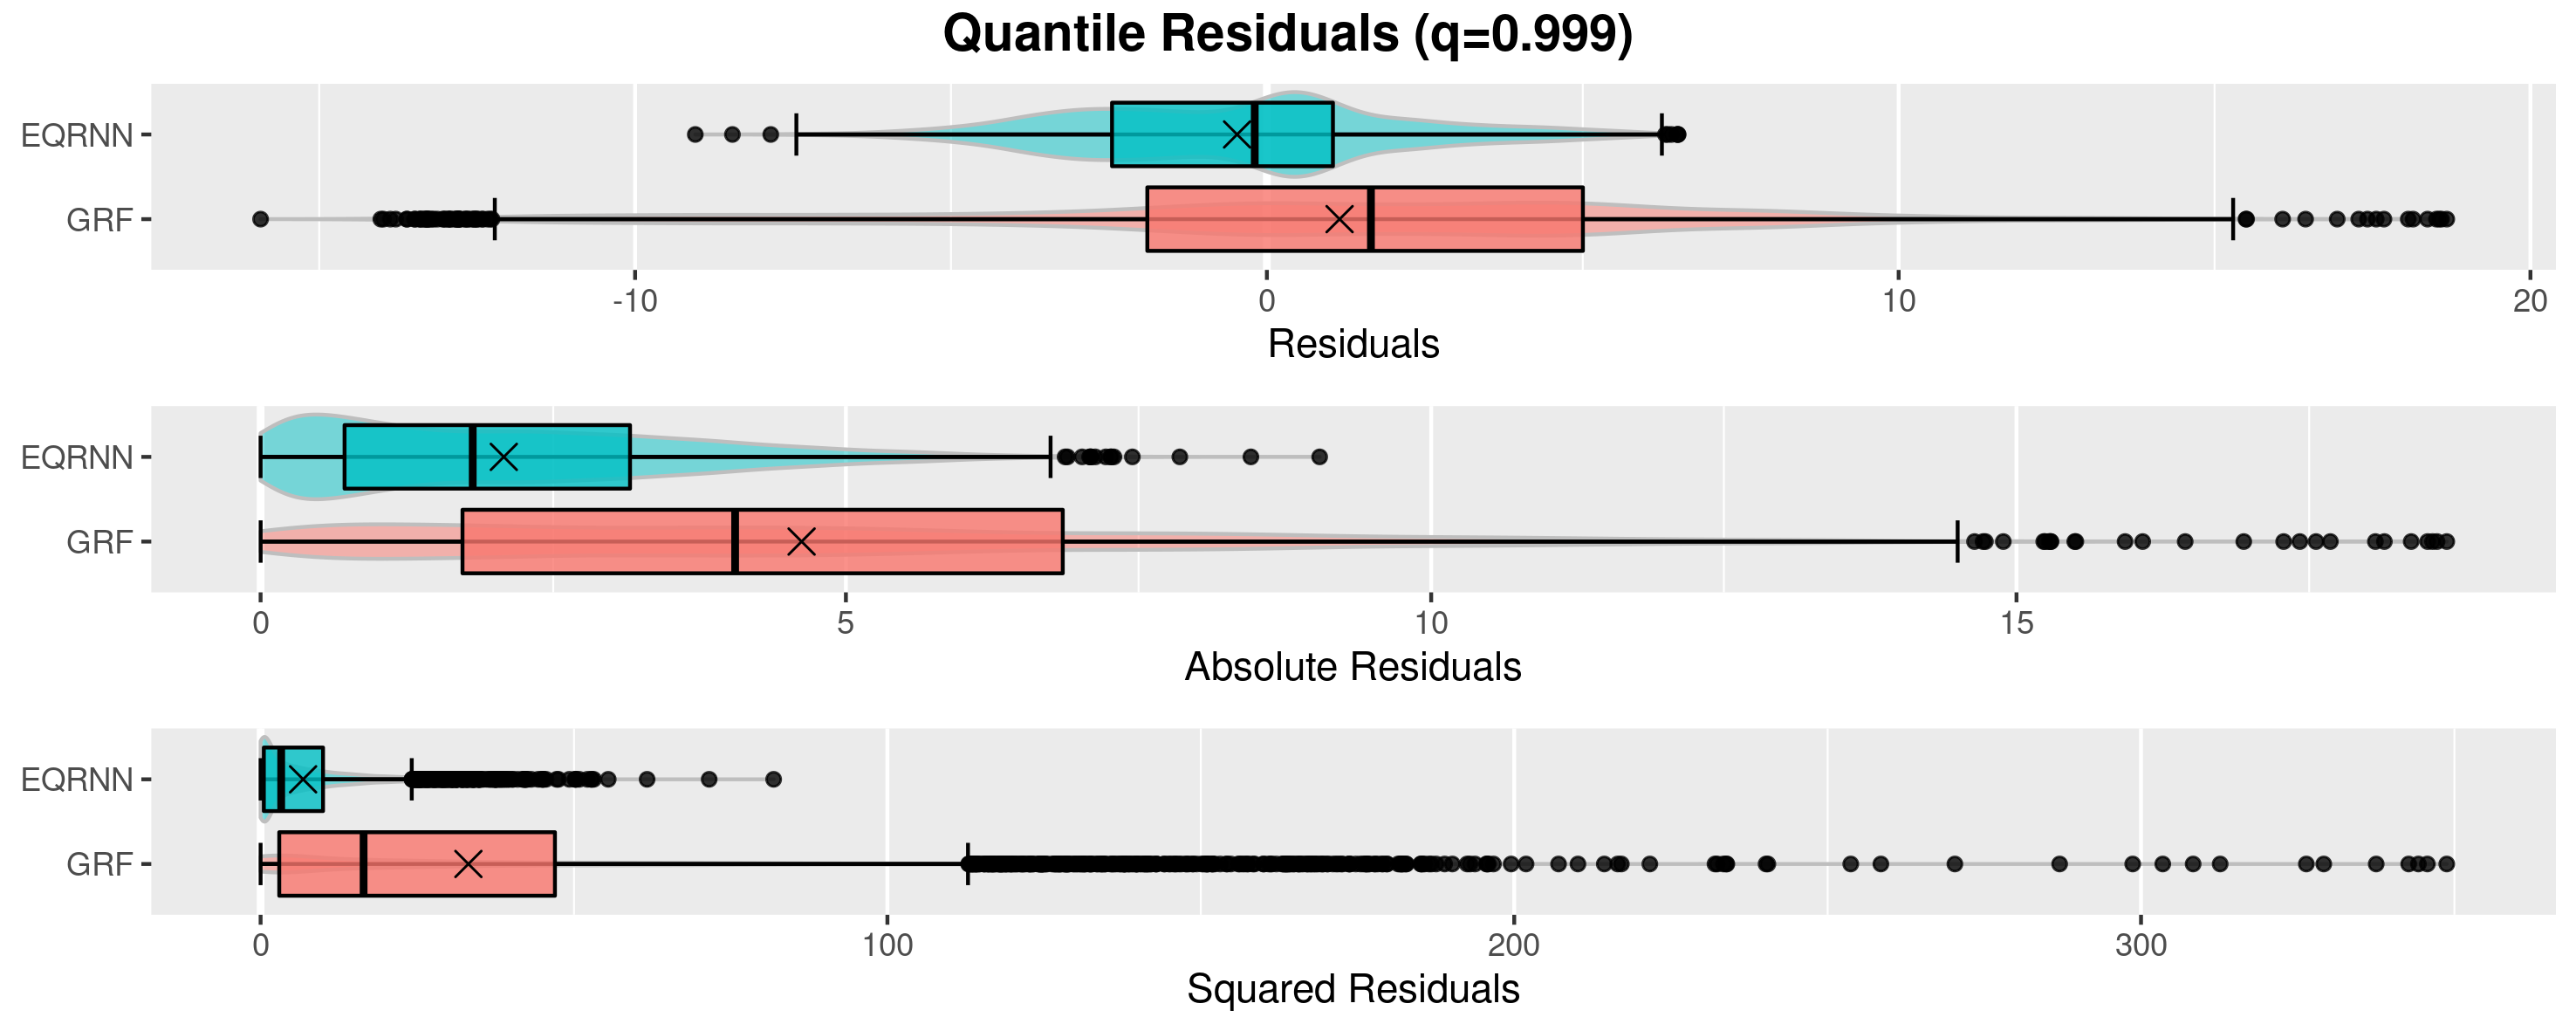 Quantile Residuals (q=0.999)
EQRNN
GRF
-10 0 10 20
Residuals
EQRNN
GRF
0 5 10 15
Absolute Residuals
EQRNN
GRF
0 100 200 300
Squared Residuals